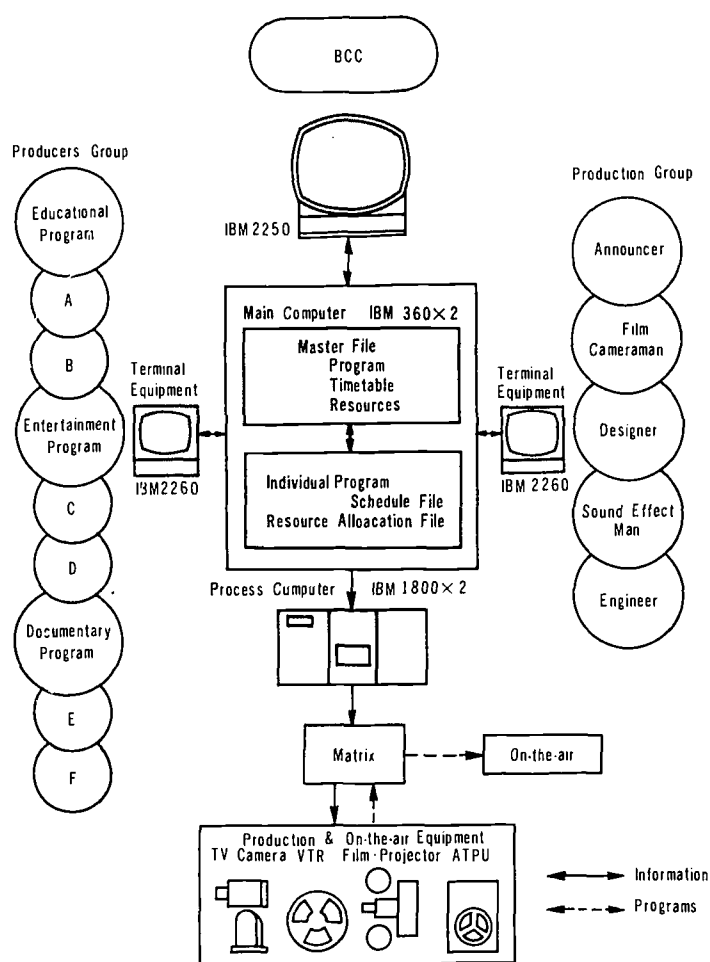 BCC
Producers Group
Educational
Program
A
B
Entertainment
Program
C
D
Documentary
Program
E
F
IBM 2250
Main Computer IBM 360×2
Master File
Program
Timetable
Resources
Individual Program
Schedule File
Resource Alloacation File
Terminal
Equipment
IBM2260
Terminal
Equipment
IBM 2260
Production Group
Announcer
Film
Cameraman
Designer
Sound Effect
Man
Engineer
Process Cumputer IBM 1800×2
Matrix
On-the-air
Production & On-the-air Equipment
TV Camera VTR Film·Projector ATPU
Information
Programs